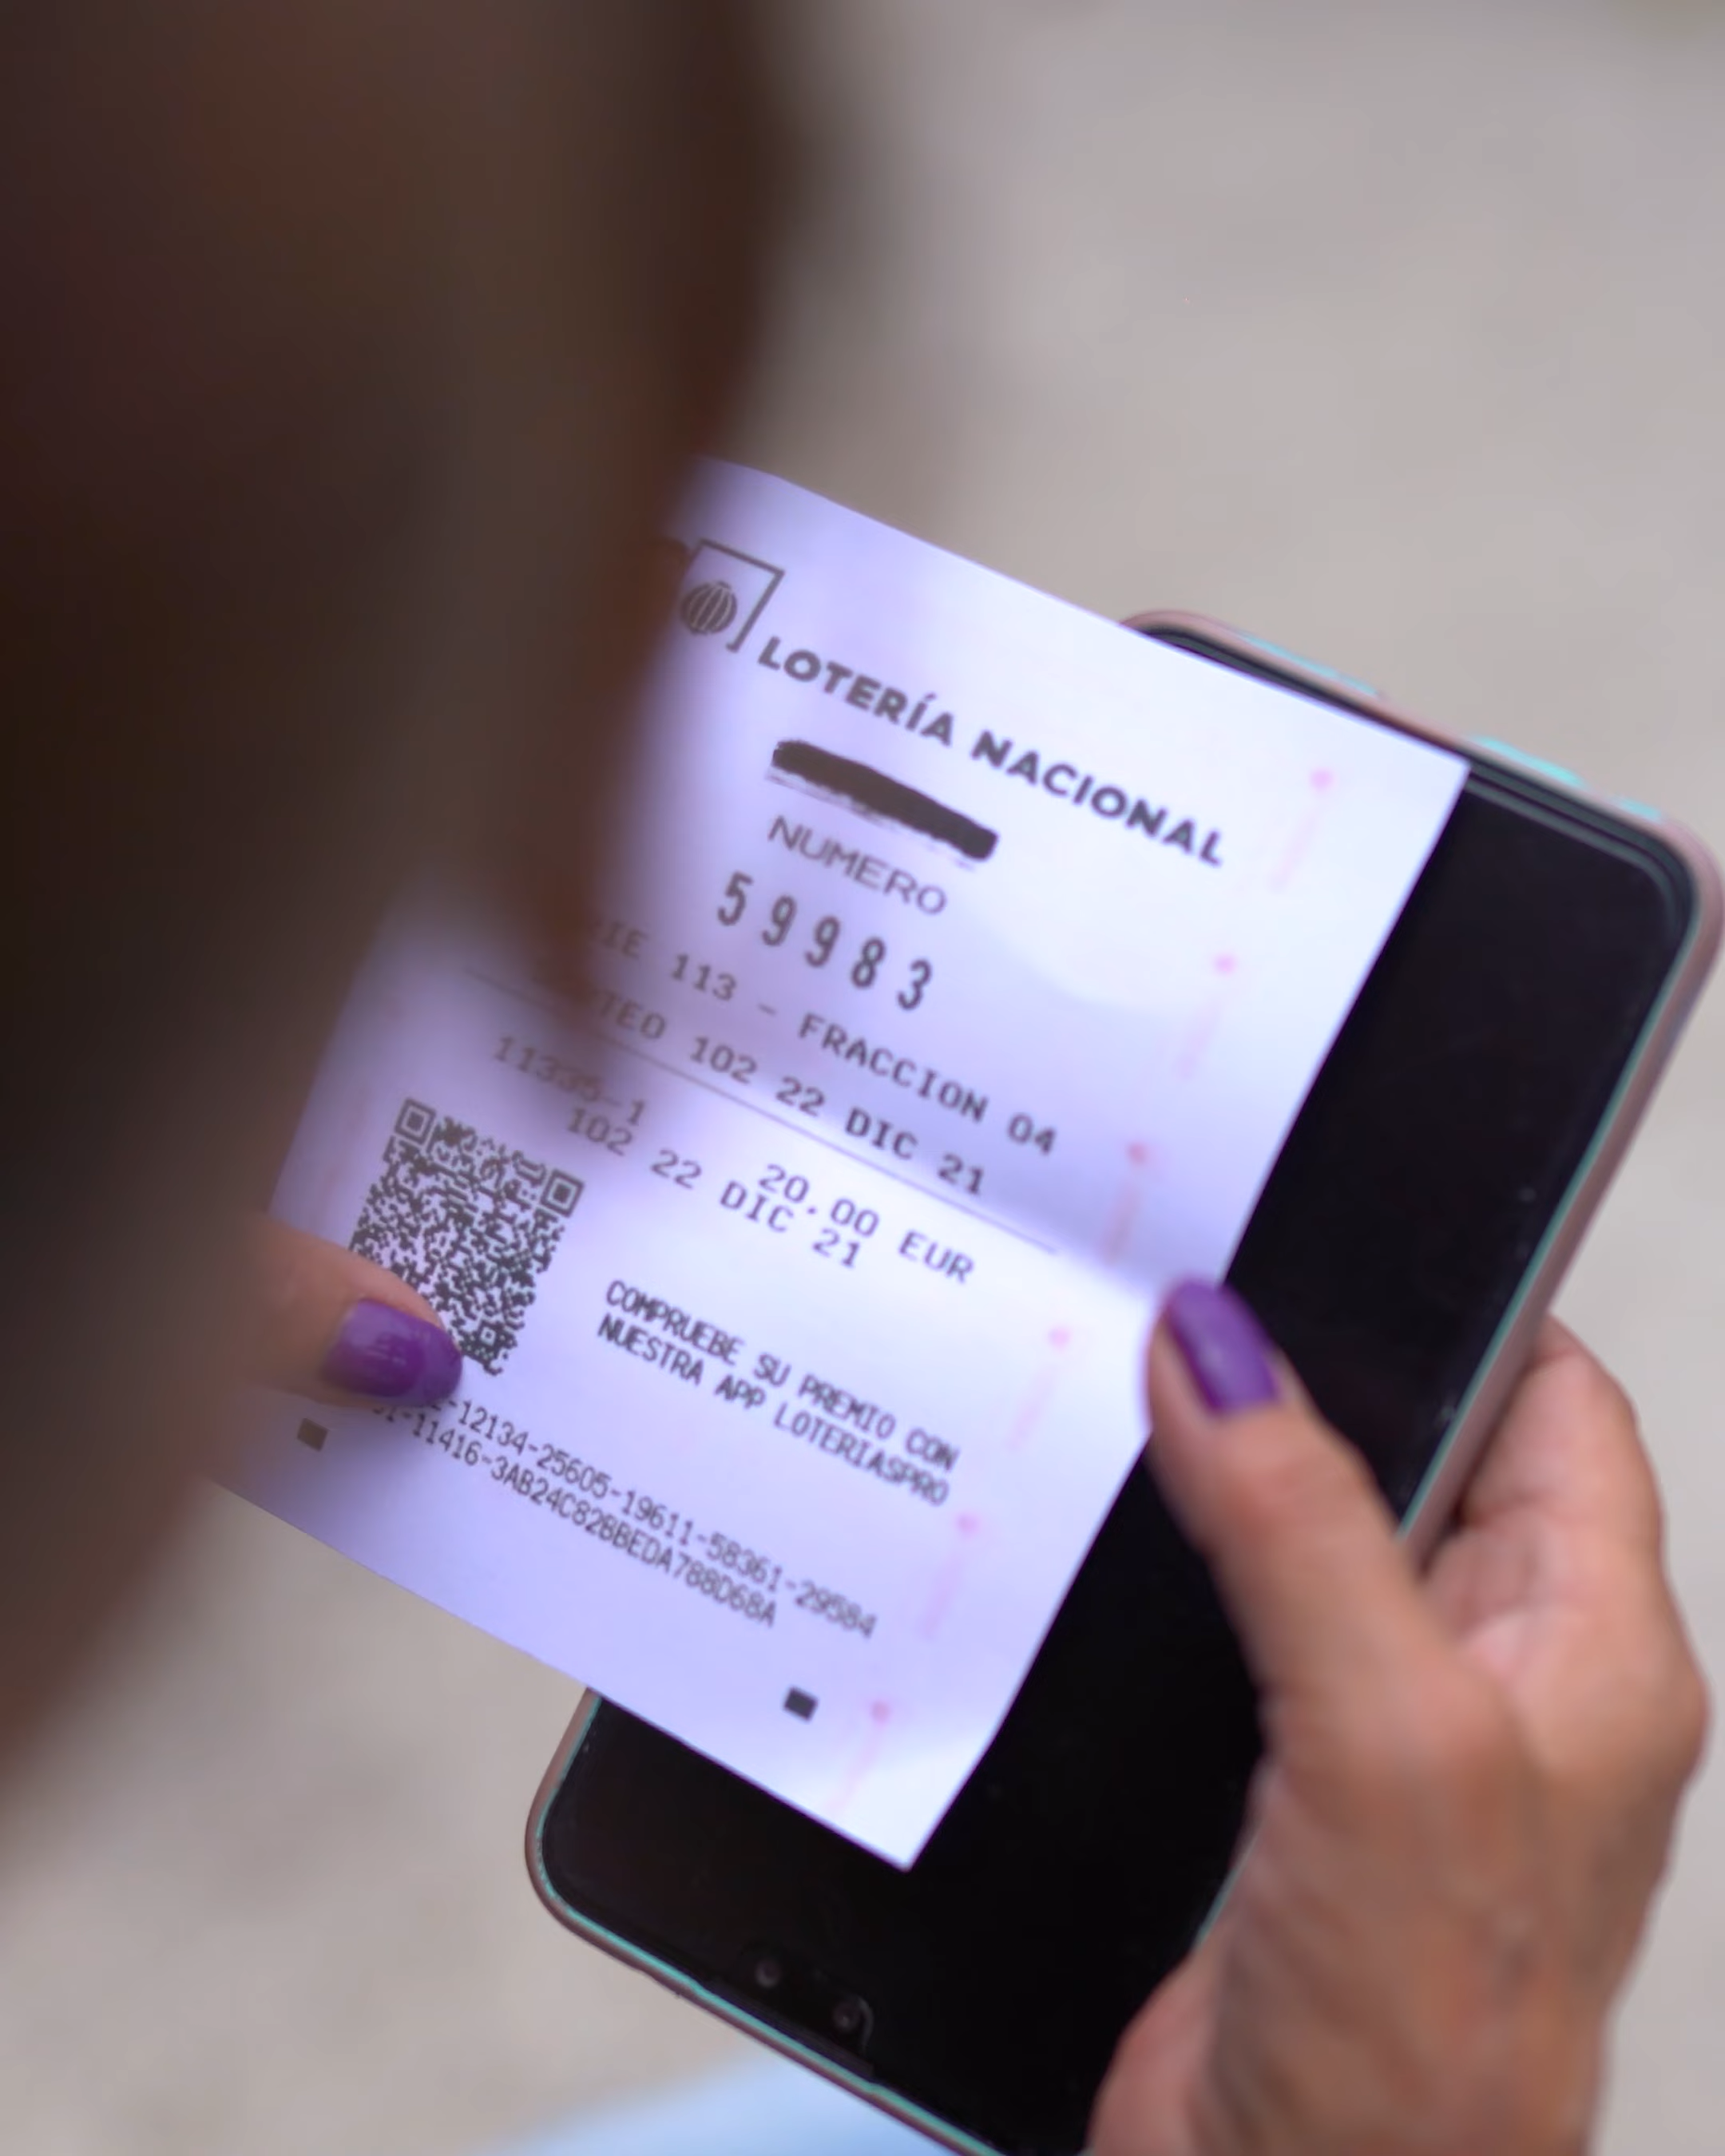 LOTERÍA NACIONAL
NUMERO
59983
113 - FRACCION 04
102 22 DIC 21
20.00 EUR
102 22 DIC 21
COMPRUEBE SU PREMIO CON
NUESTRA APP LOTERIASPRO
-12134-25605-19611-58361-29584
-11416-3AB24C82BBEDA788D68A